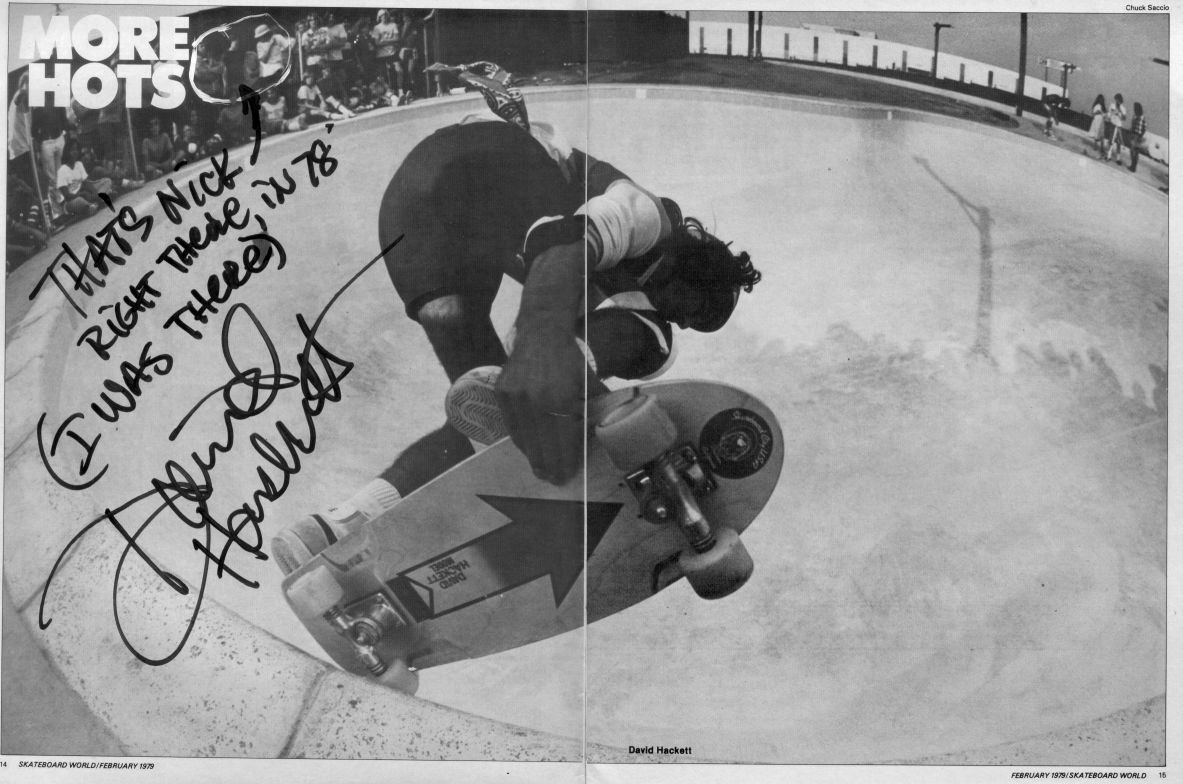 Chuck Saccio
MORE
HOTS
THAT'S NICK
RIGHT THERE, IN 78"
(I WAS THERE)
David
Hackett
DAVID
HACKETT
MODEL
David Hackett
14 SKATEBOARD WORLD/FEBRUARY 1979
FEBRUARY 1979/SKATEBOARD WORLD 15